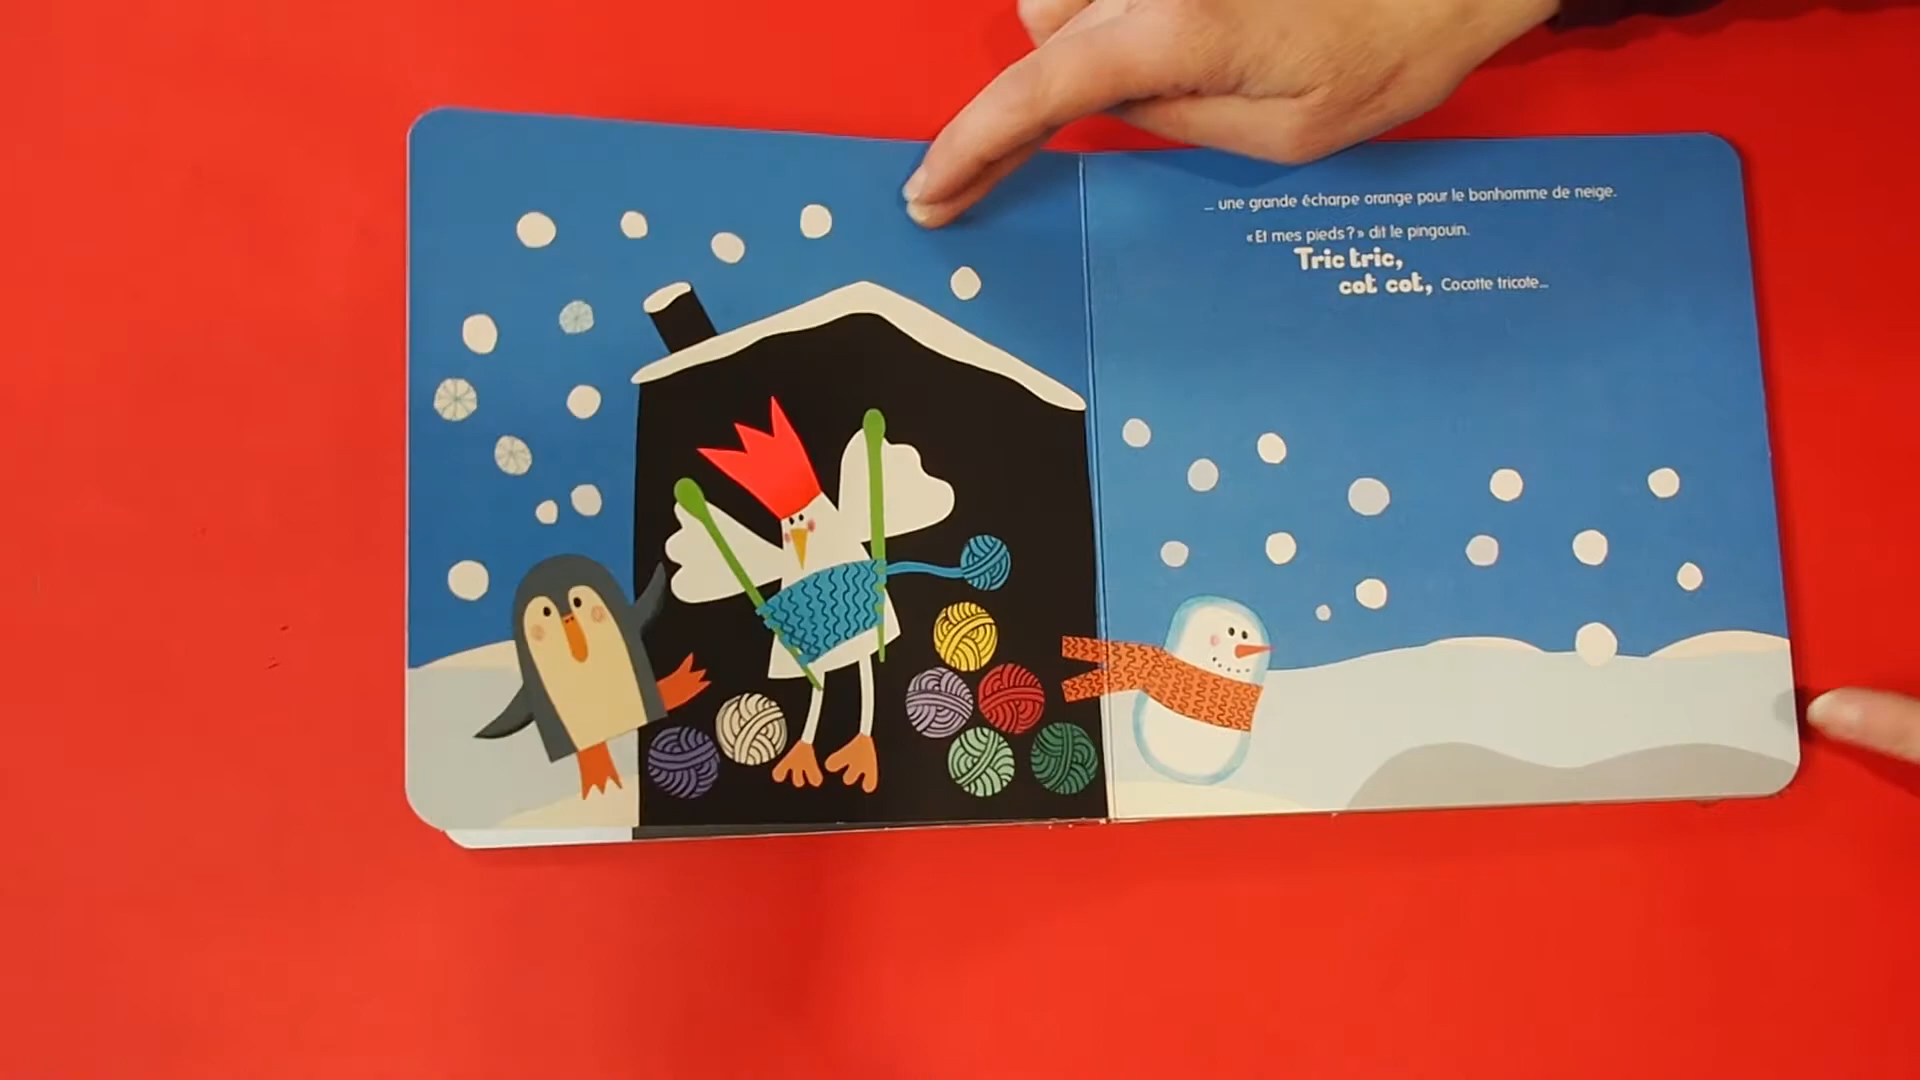 ... une grande écharpe orange pour le bonhomme de neige.
«Et mes pieds?» dit le pingouin.
Tric tric,
cot cot, Cocotte tricote...